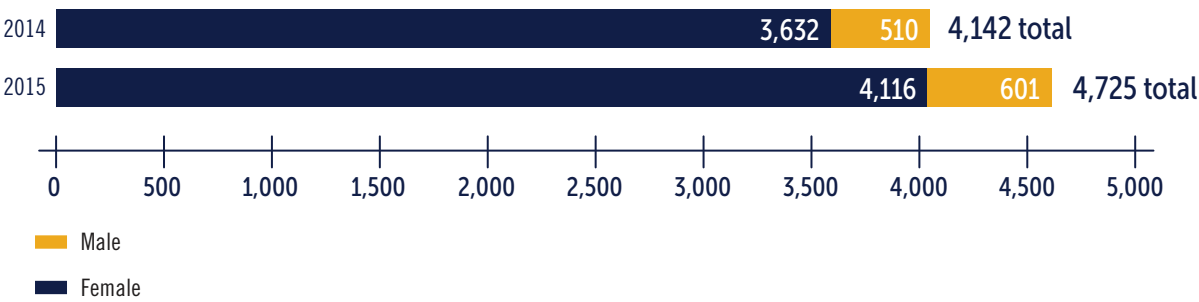 2014 3,632 510 4,142 total
2015 4,116 601 4,725 total
0 500 1,000 1,500 2,000 2,500 3,000 3,500 4,000 4,500 5,000
Male
Female